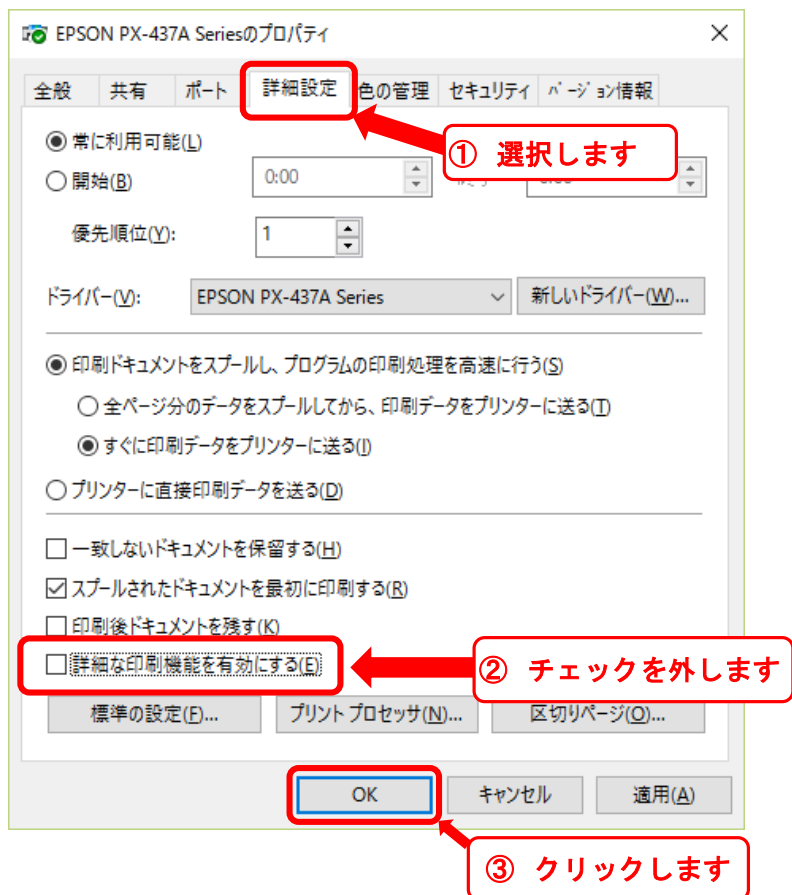 EPSON PX-437A Seriesのプロパティ
全般 共有 ポート 詳細設定 色の管理 セキュリティ バージョン情報
常に利用可能(L)
① 選択します
開始(B) 0:00
優先順位(Y): 1
ドライバー(V): EPSON PX-437A Series 新しいドライバー(W)...
印刷ドキュメントをスプールし、プログラムの印刷処理を高速に行う(S)
全ページ分のデータをスプールしてから、印刷データをプリンターに送る(T)
すぐに印刷データをプリンターに送る(I)
プリンターに直接印刷データを送る(D)
一致しないドキュメントを保留する(H)
スプールされたドキュメントを最初に印刷する(R)
印刷後ドキュメントを残す(K)
詳細な印刷機能を有効にする(E)
② チェックを外します
標準の設定(F)... プリント プロセッサ(N)... 区切りページ(O)...
OK キャンセル 適用(A)
③ クリックします